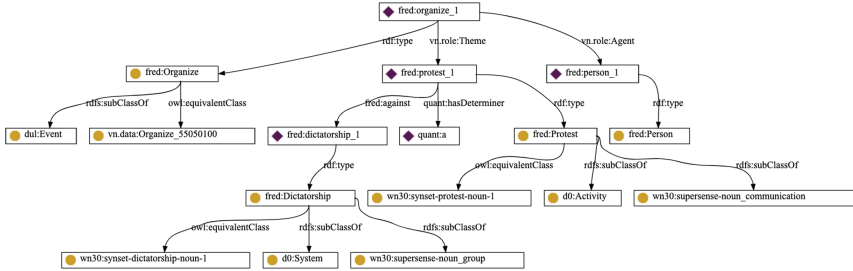 fred:organize_1
rdf:type
vn.role:Theme
vn.role:Agent
fred:Organize
fred:protest_1
fred:person_1
rdfs:subClassOf
owl:equivalentClass
fred:against
quant:hasDeterminer
rdf:type
rdf:type
dul:Event
vn.data:Organize_55050100
fred:dictatorship_1
quant:a
fred:Protest
fred:Person
rdf:type
owl:equivalentClass
rdfs:subClassOf
rdfs:subClassOf
fred:Dictatorship
wn30:synset-protest-noun-1
d0:Activity
wn30:supersense-noun_communication
owl:equivalentClass
rdfs:subClassOf
rdfs:subClassOf
wn30:synset-dictatorship-noun-1
d0:System
wn30:supersense-noun_group